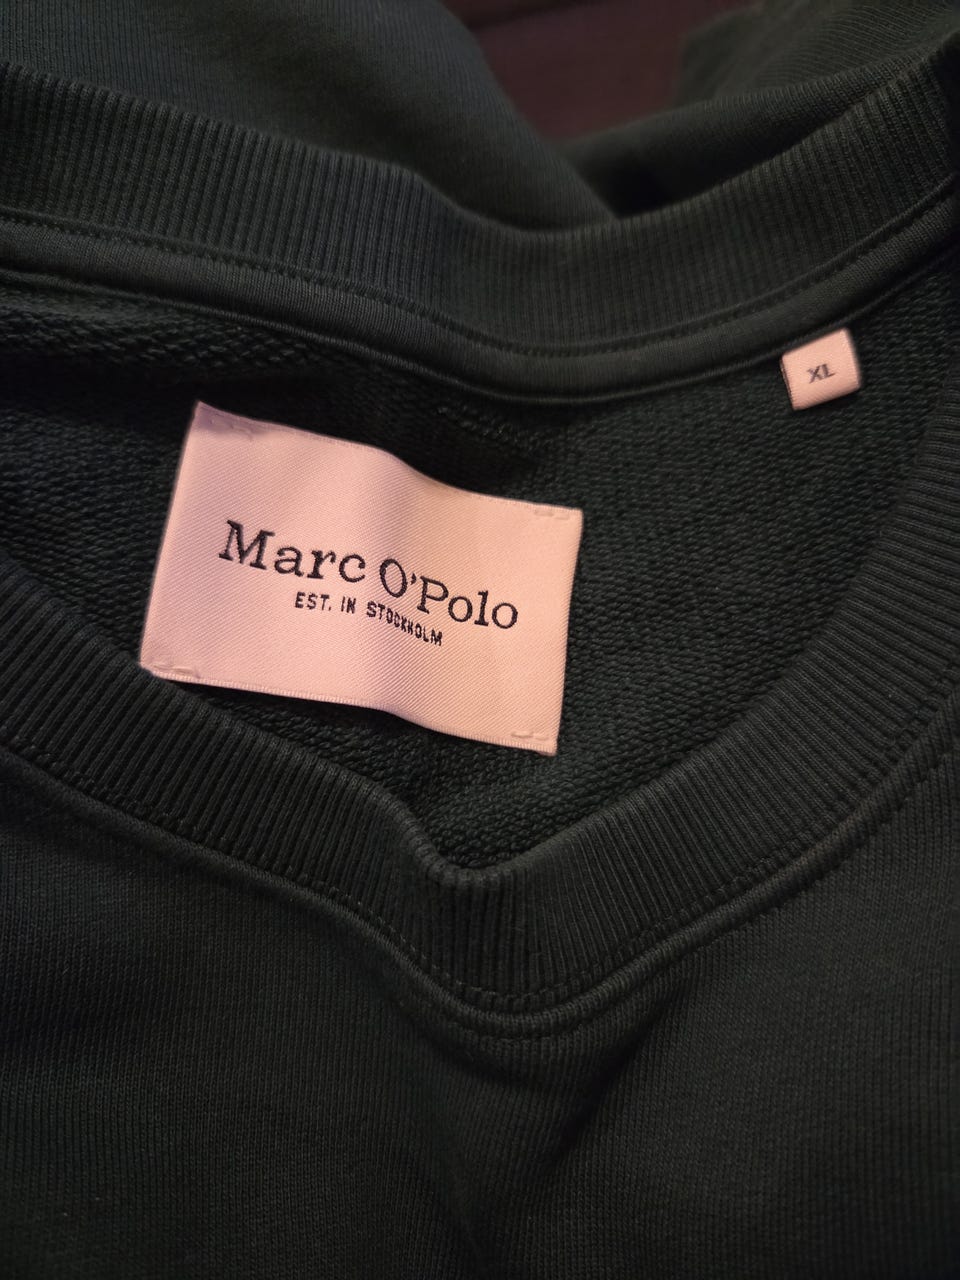 XL
Marc O'Polo
EST. IN STOCKHOLM